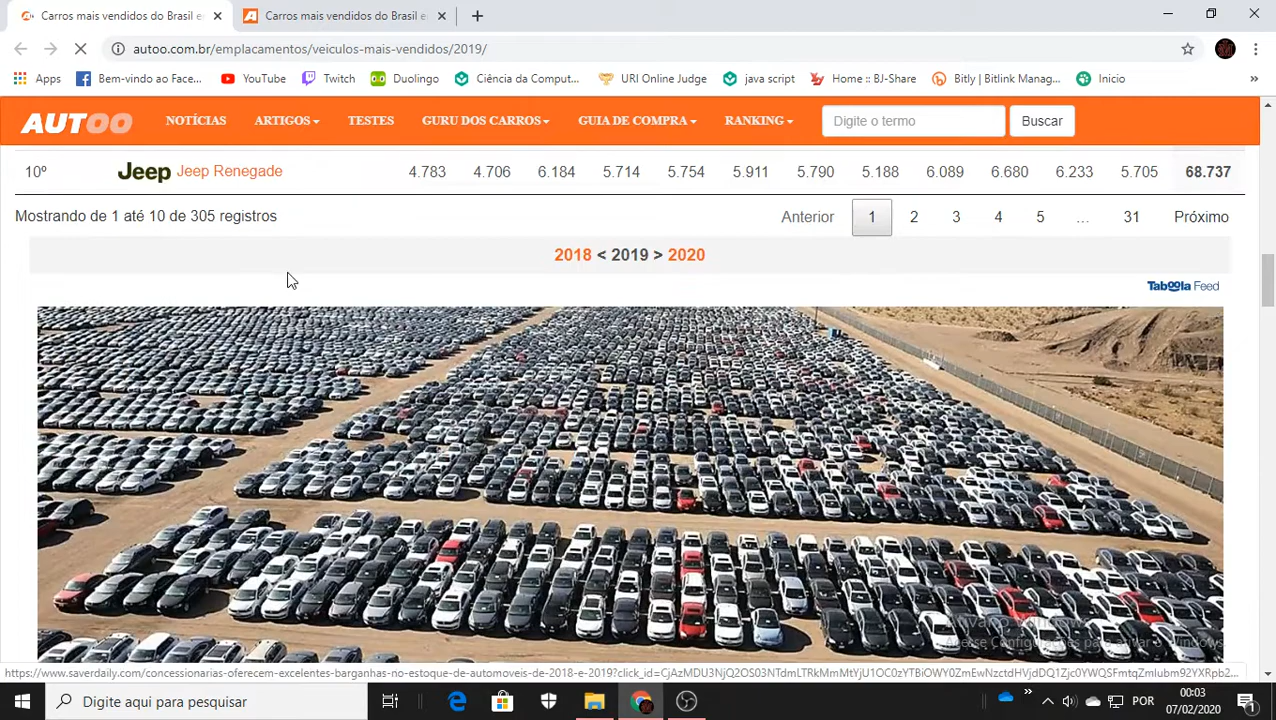 Carros mais vendidos do Brasil e
Carros mais vendidos do Brasil e
autoo.com.br/emplacamentos/veiculos-mais-vendidos/2019/
Apps Bem-vindo ao Face... YouTube Twitch Duolingo Ciência da Comput... URI Online Judge java script Home :: BJ-Share Bitly | Bitlink Manag... Inicio »
AUTOO NOTÍCIAS ARTIGOS TESTES GURU DOS CARROS GUIA DE COMPRA RANKING Digite o termo Buscar
10º Jeep Jeep Renegade 4.783 4.706 6.184 5.714 5.754 5.911 5.790 5.188 6.089 6.680 6.233 5.705 68.737
Mostrando de 1 até 10 de 305 registros Anterior 1 2 3 4 5 ... 31 Próximo
2018 < 2019 > 2020
Taboola Feed
Acesse Configurações para ativar o Windows.
Digite aqui para pesquisar
POR
00:03
07/02/2020
1